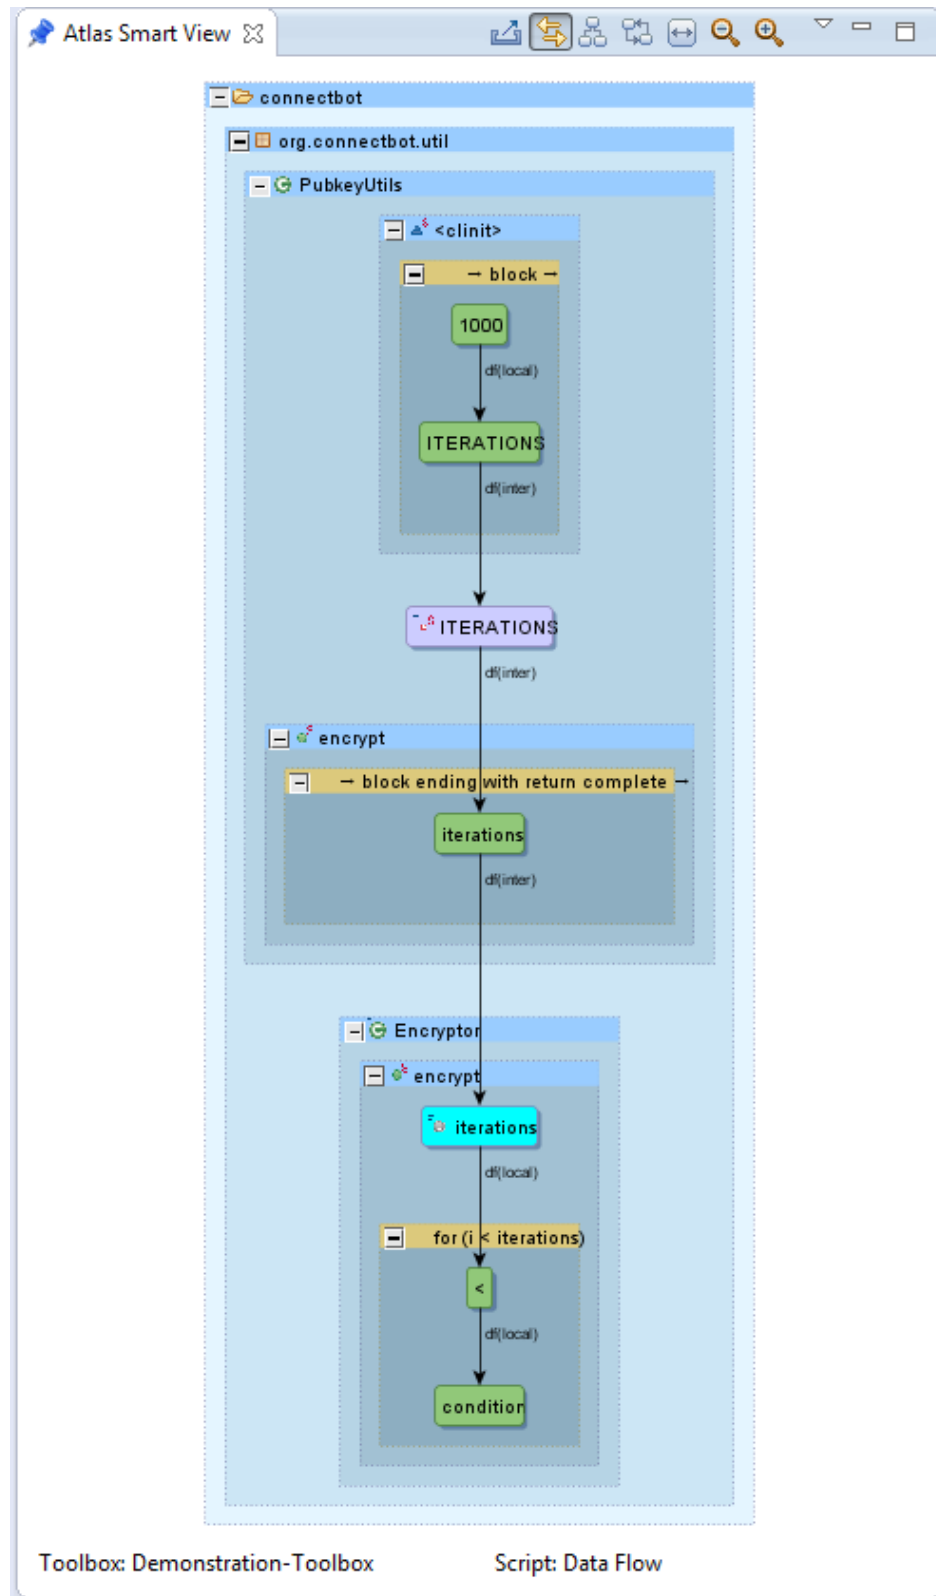 Atlas Smart View
connectbot
org.connectbot.util
PubkeyUtils
<clinit>
→ block →
1000
df(local)
ITERATIONS
df(inter)
ITERATIONS
df(inter)
encrypt
→ block ending with return complete →
iterations
df(inter)
Encryptor
encrypt
iterations
df(local)
for (i < iterations)
<
df(local)
condition
Toolbox: Demonstration-Toolbox Script: Data Flow